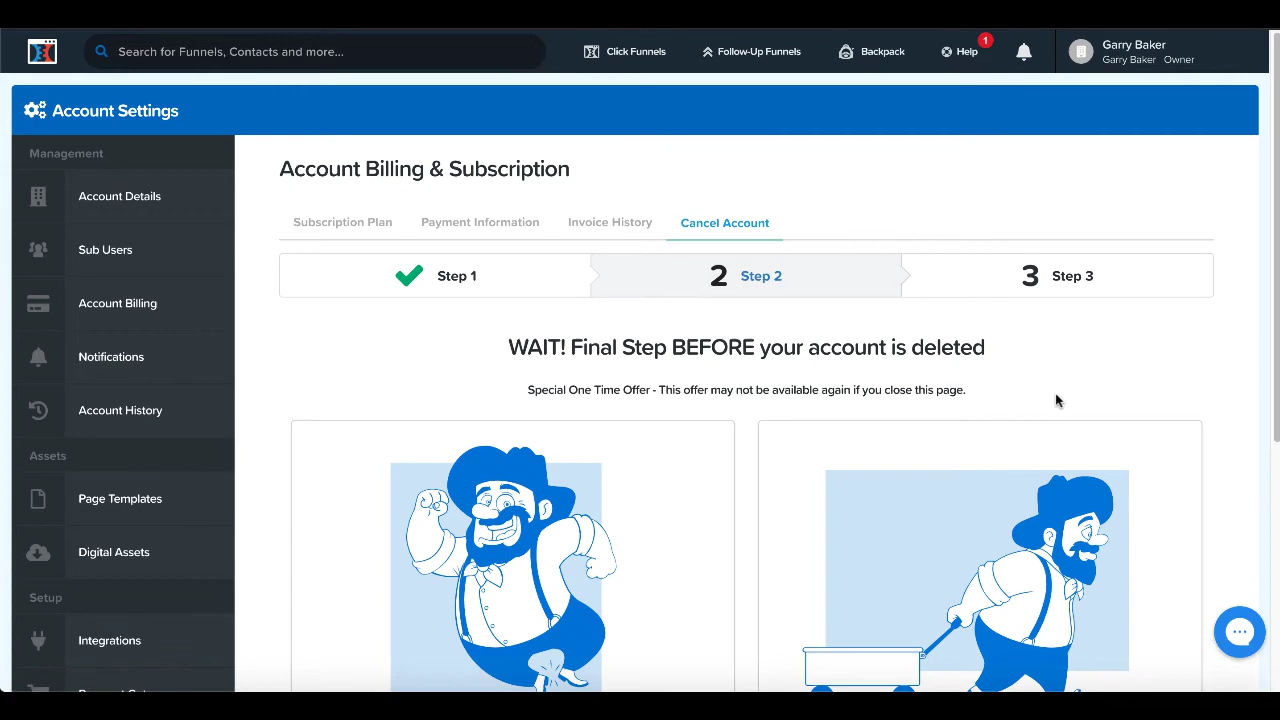 Search for Funnels, Contacts and more...
Click Funnels
Follow-Up Funnels
Backpack
Help
1
Garry Baker
Garry Baker Owner
Account Settings
Management
Account Details
Sub Users
Account Billing
Notifications
Account History
Assets
Page Templates
Digital Assets
Setup
Integrations
Account Billing & Subscription
Subscription Plan
Payment Information
Invoice History
Cancel Account
Step 1
2 Step 2
3 Step 3
WAIT! Final Step BEFORE your account is deleted
Special One Time Offer - This offer may not be available again if you close this page.